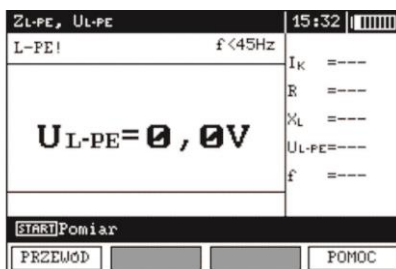 ZL-PE, UL-PE 15:32
L-PE! f<45Hz
UL-PE=0,0V
IK =---
R =---
XL =---
UL-PE=---
f =---
START Pomiar
PRZEWÓD POMOC